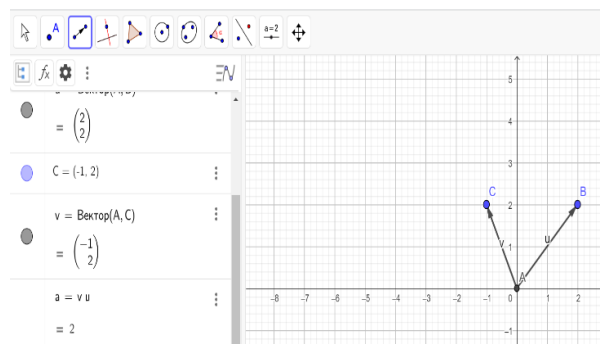 A
a=2
fx
= (2 2)
C = (-1, 2)
v = Вектор(A, C)
= (−1 2)
a = v u
= 2
5
4
3
2
1
−1
−8 −7 −6 −5 −4 −3 −2 −1 0 1 2
C
B
v
u
A